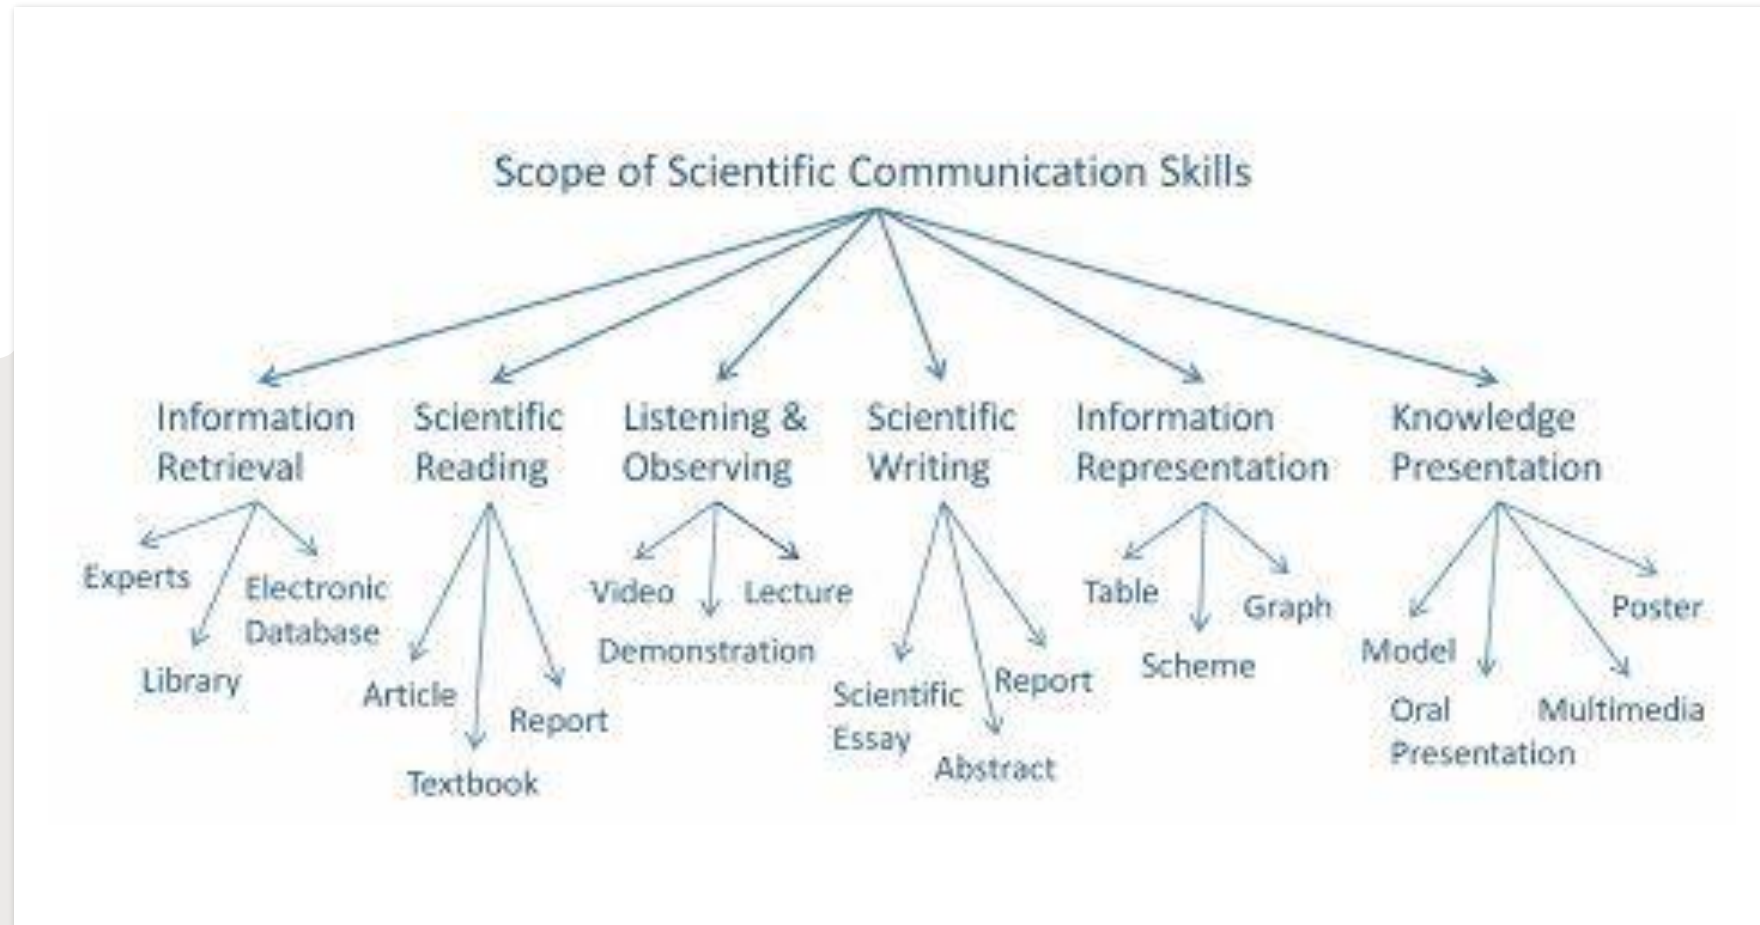 Scope of Scientific Communication Skills
Information
Retrieval
Scientific
Reading
Listening &
Observing
Scientific
Writing
Information
Representation
Knowledge
Presentation
Experts
Library
Electronic
Database
Article
Textbook
Report
Video
Demonstration
Lecture
Scientific
Essay
Abstract
Report
Table
Scheme
Graph
Model
Oral
Presentation
Multimedia
Poster